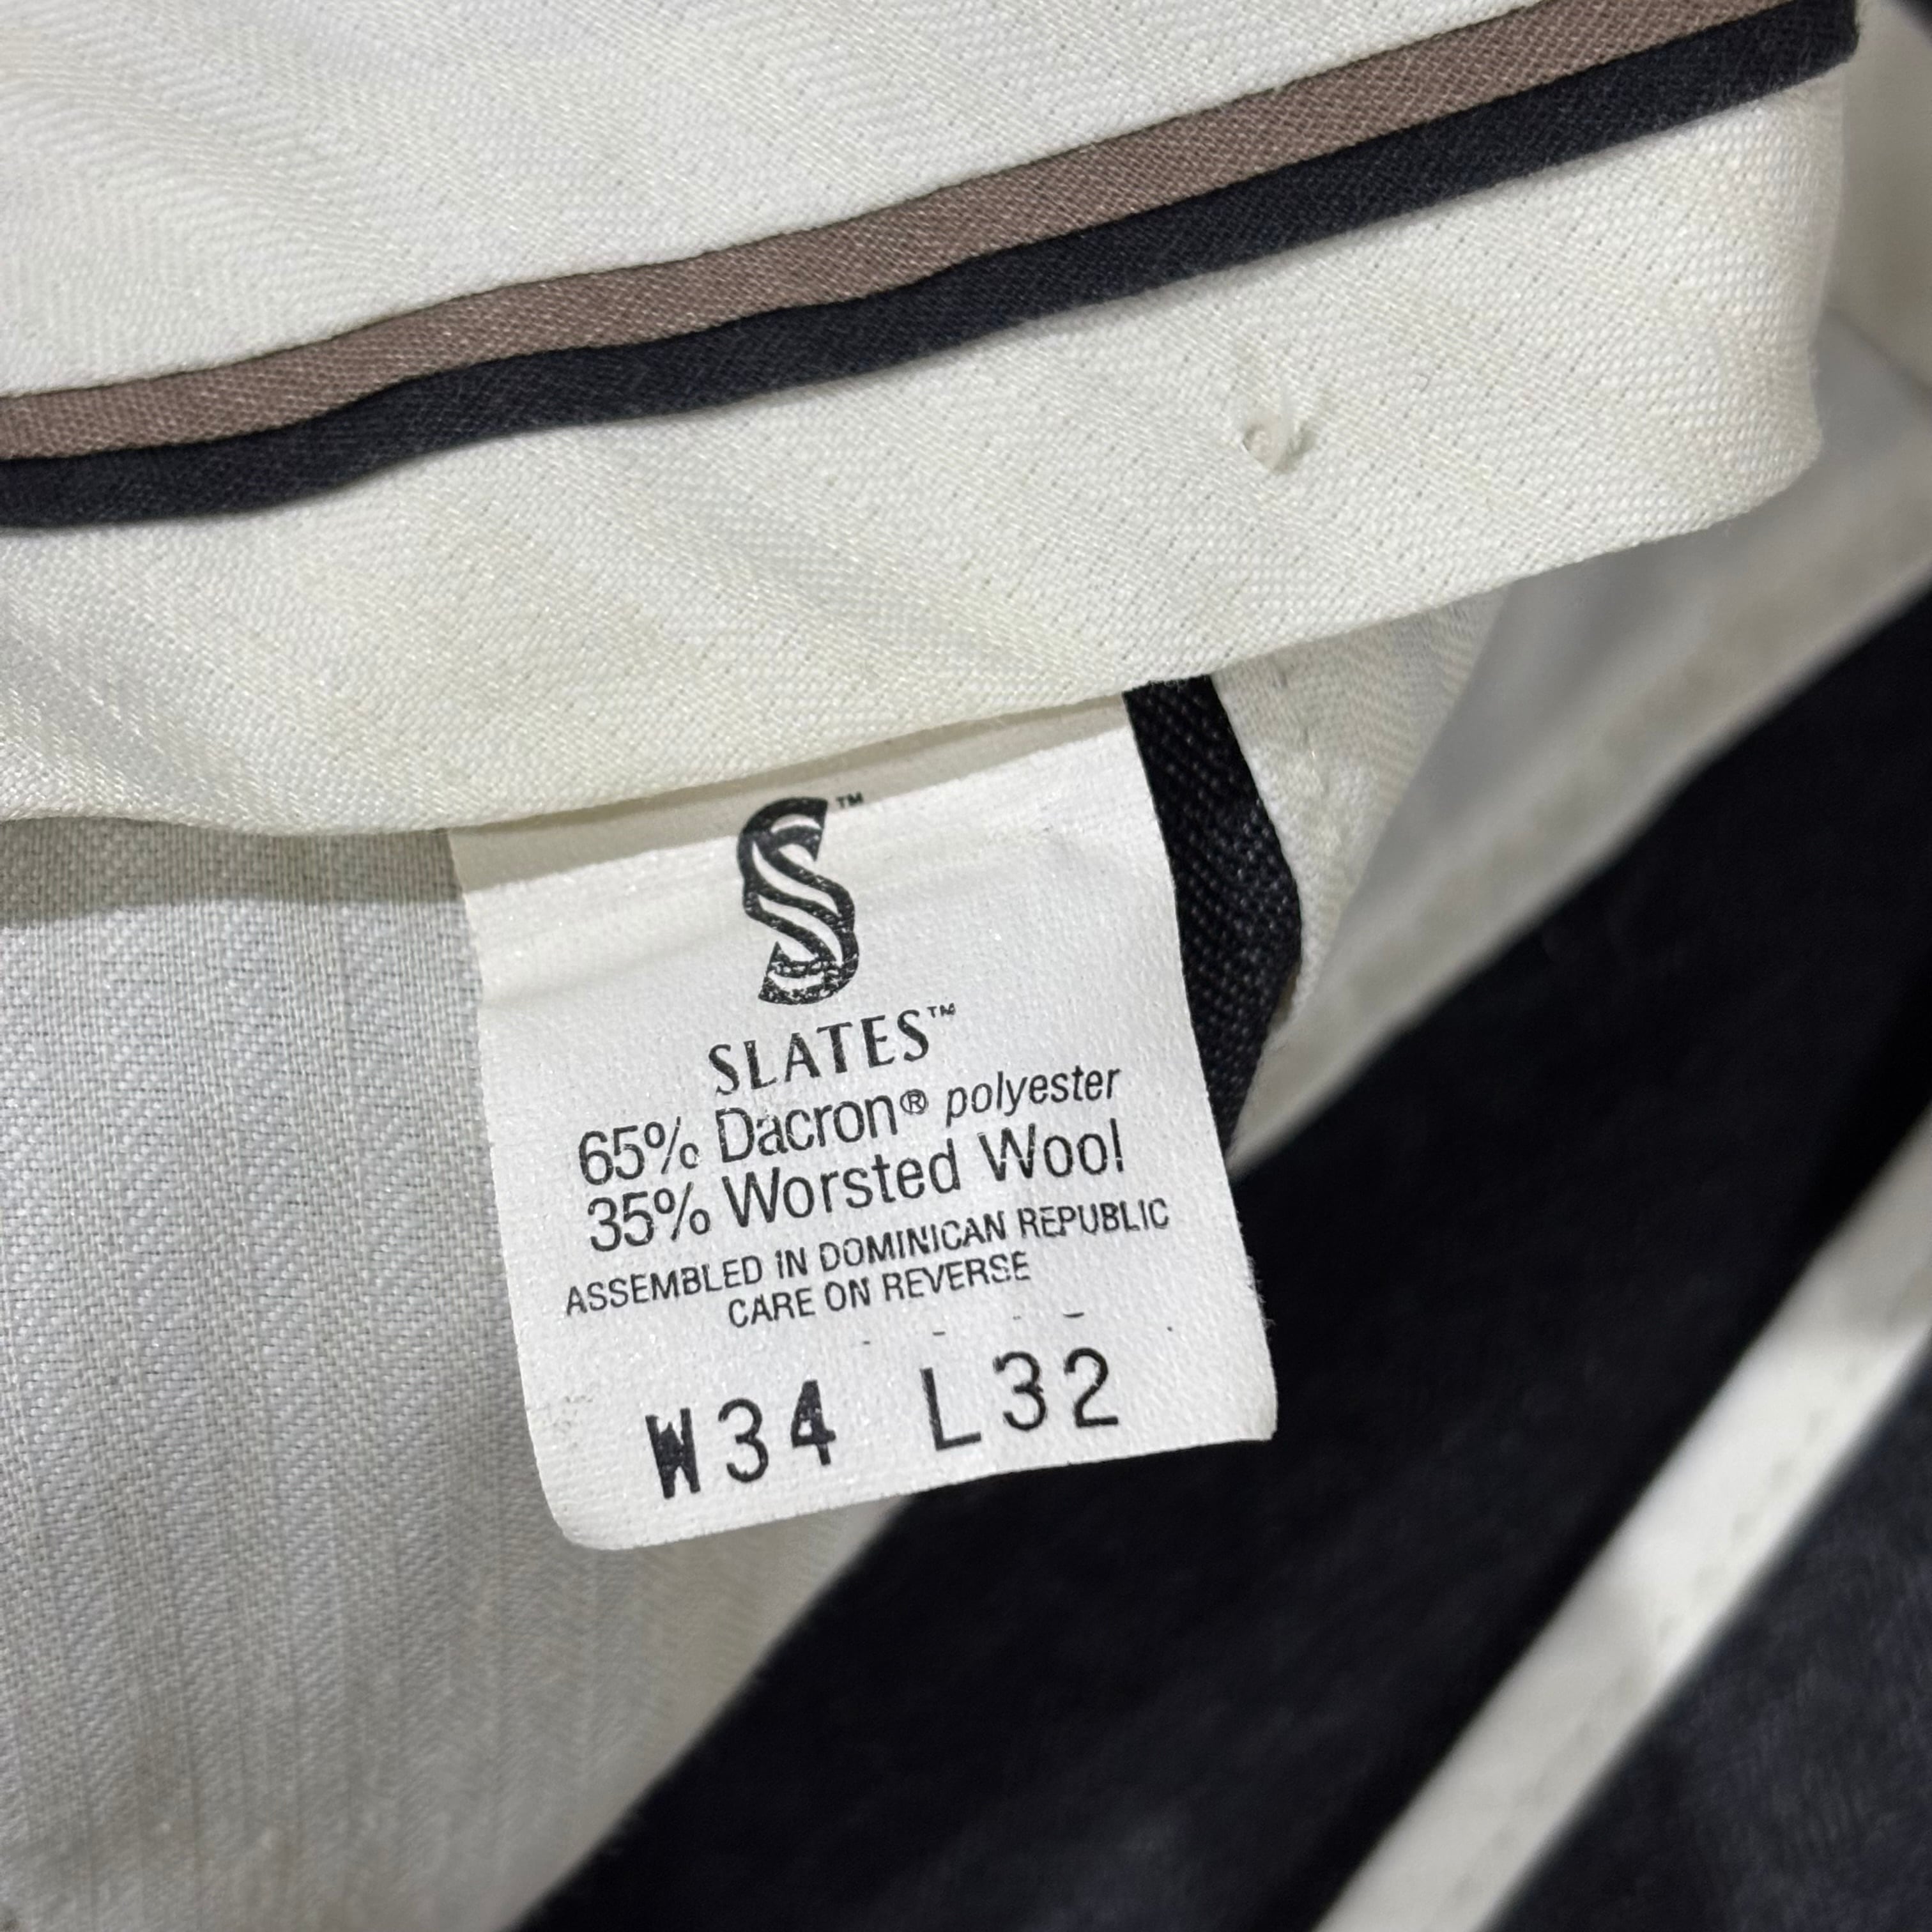 S™
SLATES™
65% Dacron® polyester
35% Worsted Wool
ASSEMBLED IN DOMINICAN REPUBLIC
CARE ON REVERSE
W34 L32